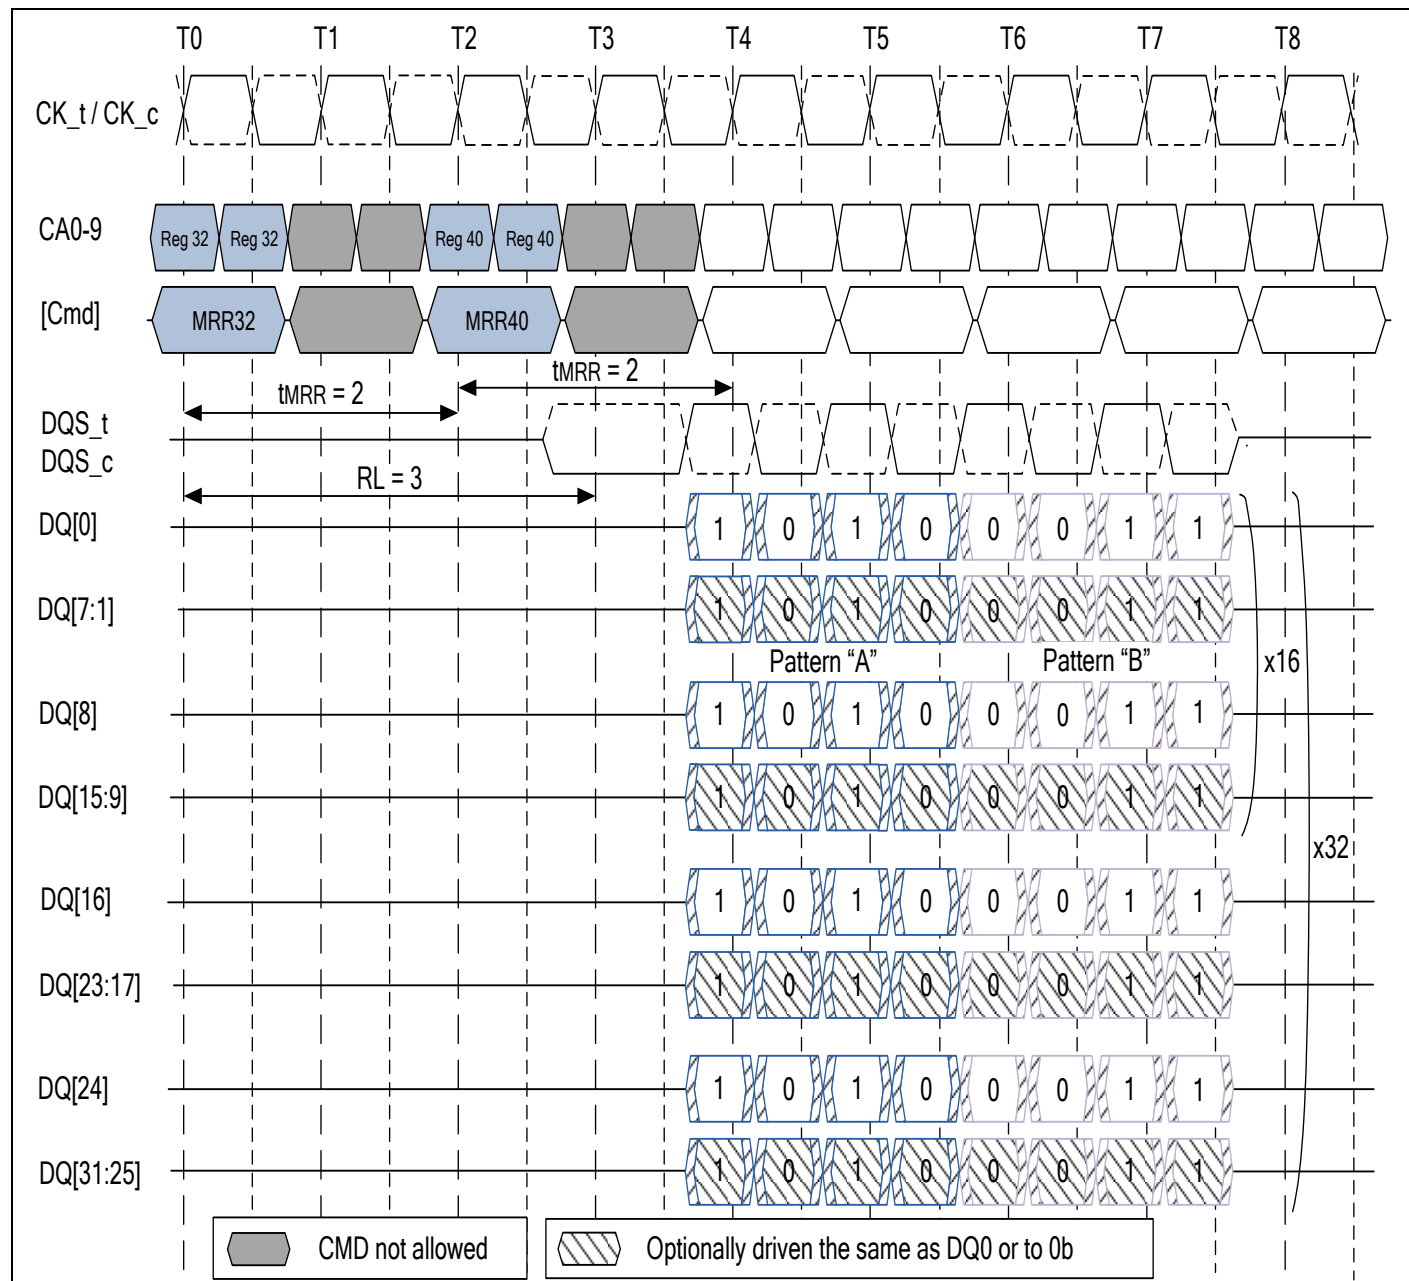 T0 T1 T2 T3 T4 T5 T6 T7 T8
CK_t / CK_c
CA0-9 Reg 32 Reg 32 Reg 40 Reg 40
[Cmd] MRR32 MRR40
tMRR = 2
tMRR = 2
DQS_t
DQS_c
RL = 3
DQ[0] 1 0 1 0 0 0 1 1
DQ[7:1] 1 0 1 0 0 0 1 1
Pattern “A” Pattern “B” x16
DQ[8] 1 0 1 0 0 0 1 1
DQ[15:9] 1 0 1 0 0 0 1 1
x32
DQ[16] 1 0 1 0 0 0 1 1
DQ[23:17] 1 0 1 0 0 0 1 1
DQ[24] 1 0 1 0 0 0 1 1
DQ[31:25] 1 0 1 0 0 0 1 1
CMD not allowed Optionally driven the same as DQ0 or to 0b